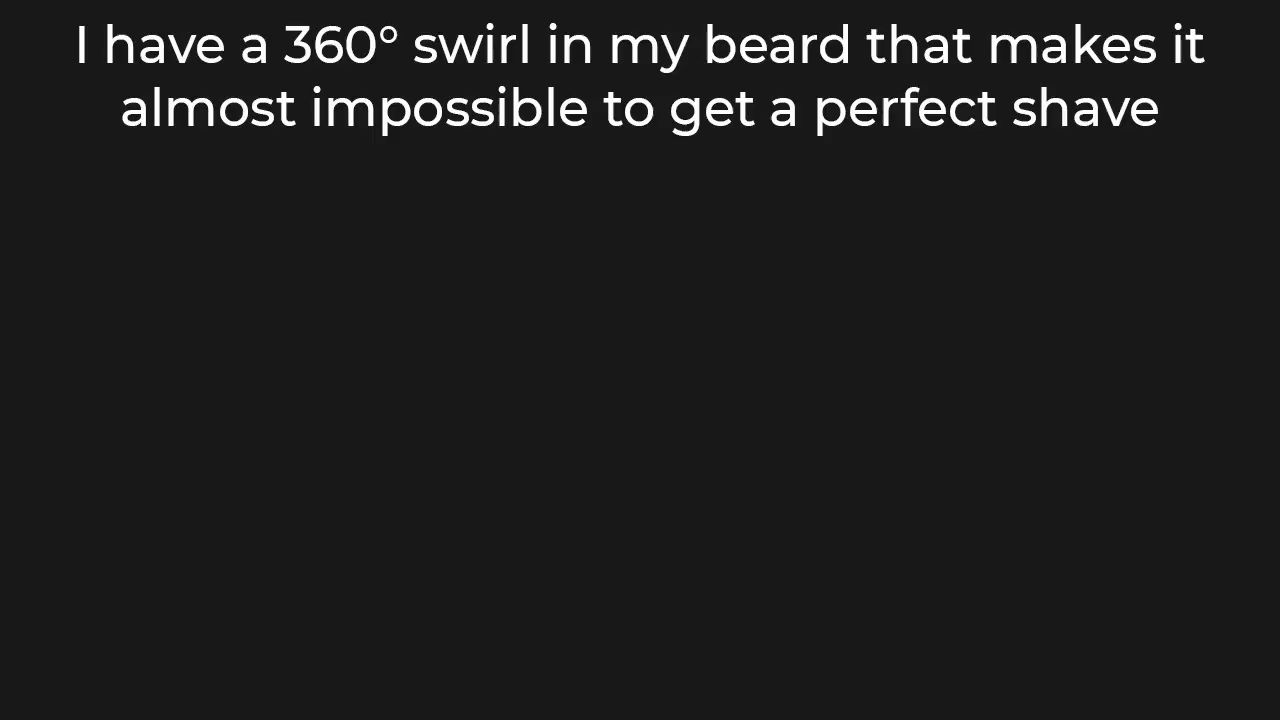 I have a 360° swirl in my beard that makes it
almost impossible to get a perfect shave